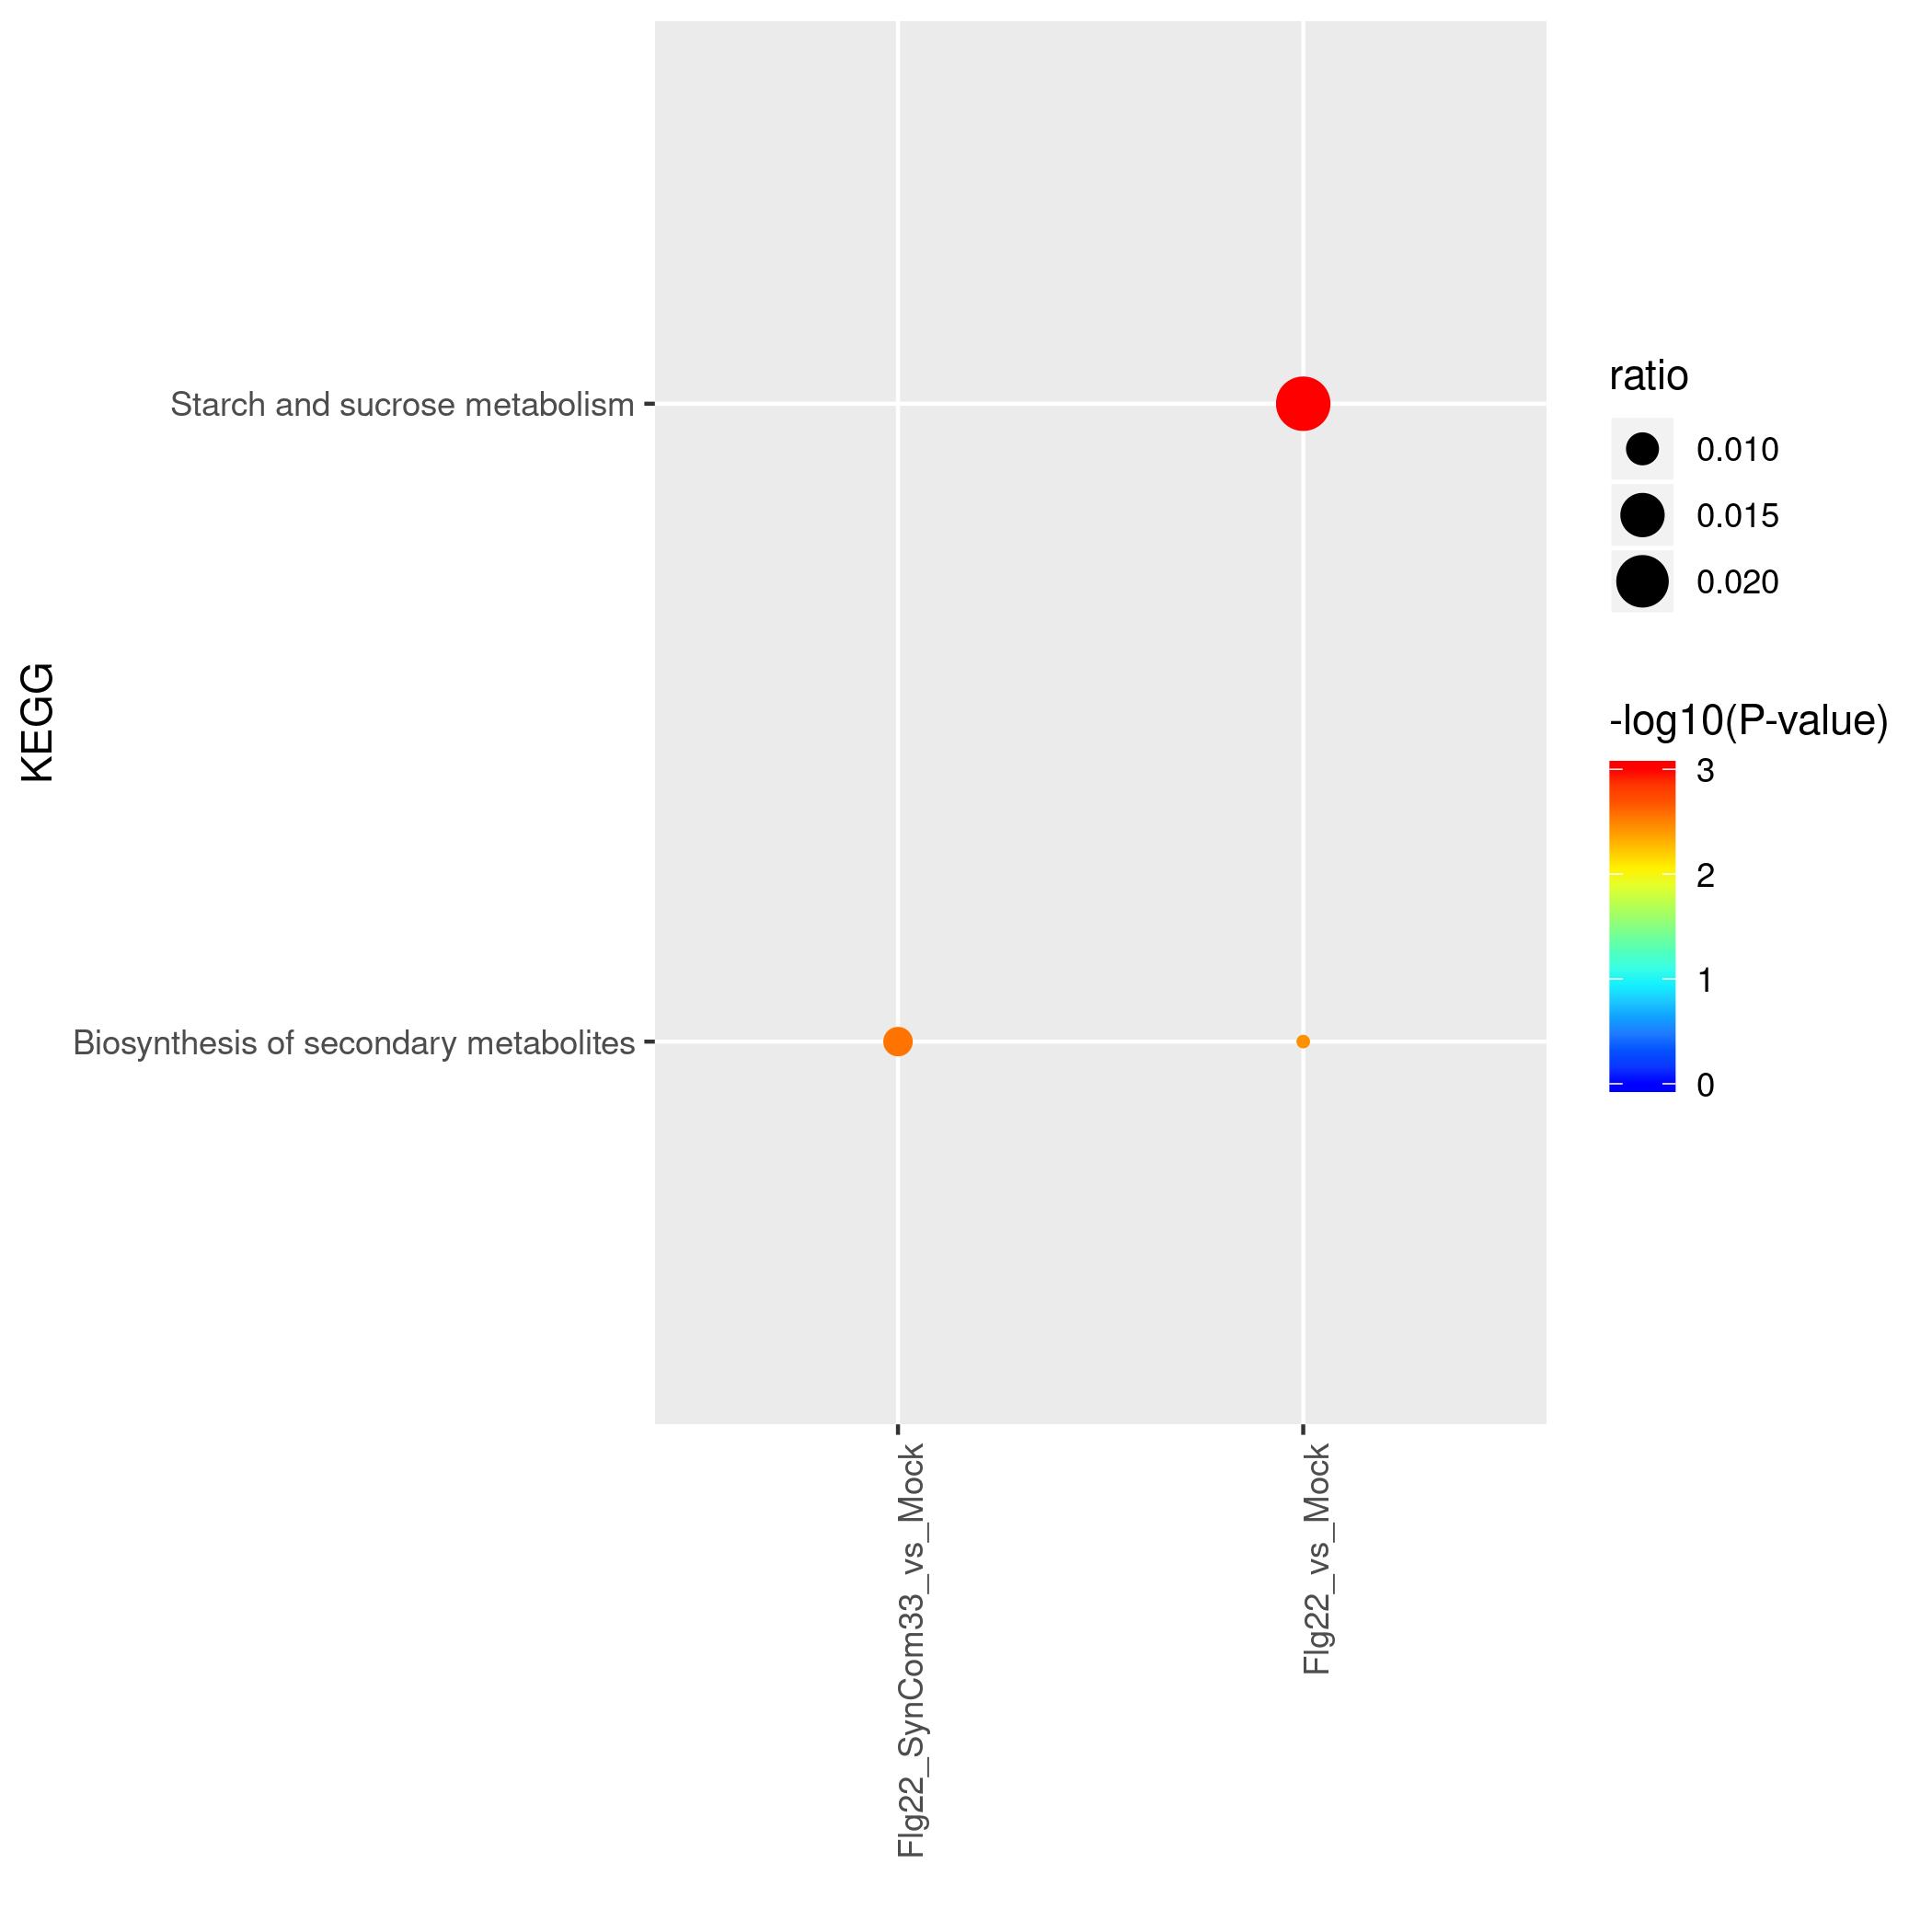 KEGG
Starch and sucrose metabolism
Biosynthesis of secondary metabolites
Flg22_SynCom33_vs_Mock
Flg22_vs_Mock
ratio
0.010
0.015
0.020
-log10(P-value)
3
2
1
0